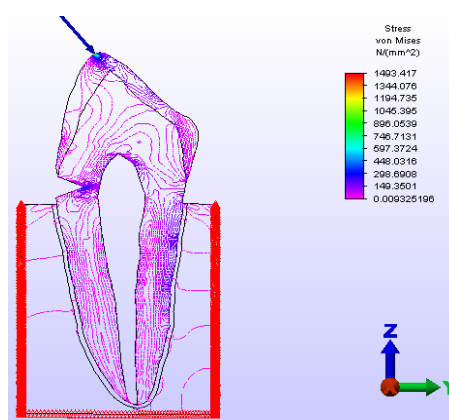 Stress
von Mises
N/(mm^2)
1493.417
1344.076
1194.735
1045.395
896.0539
746.7131
597.3724
448.0316
298.6908
149.3501
0.009325196
Z
Y